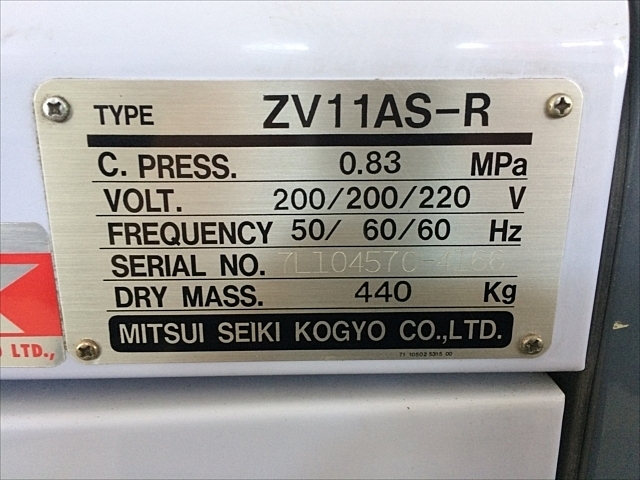 TYPE ZV11AS-R
C. PRESS. 0.83 MPa
VOLT. 200/200/220 V
FREQUENCY 50/ 60/60 Hz
SERIAL NO.
DRY MASS. 440 Kg
MITSUI SEIKI KOGYO CO.,LTD.
LTD.,